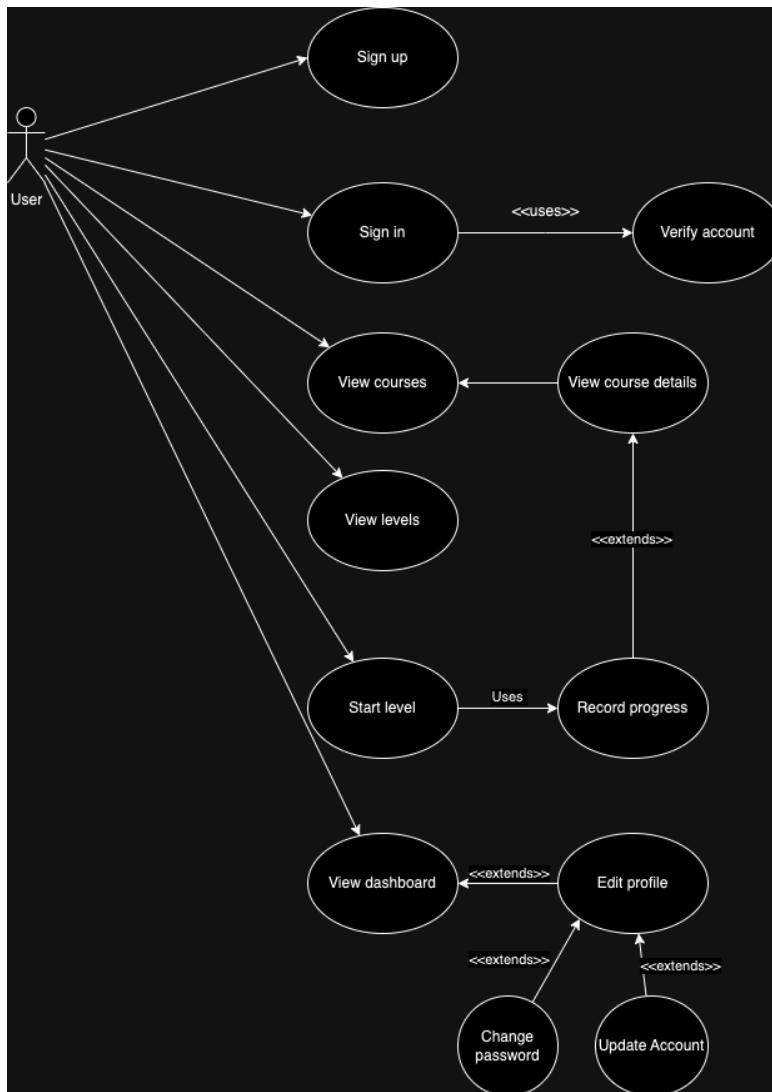 Sign up
User
Sign in
<<uses>>
Verify account
View courses
View course details
View levels
<<extends>>
Start level
Uses
Record progress
View dashboard
<<extends>>
Edit profile
<<extends>>
<<extends>>
Change
password
Update Account